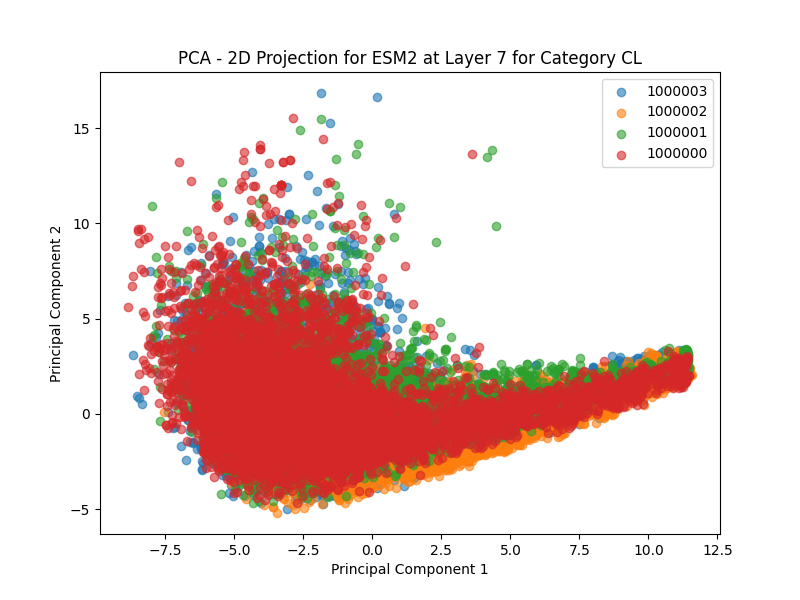 PCA - 2D Projection for ESM2 at Layer 7 for Category CL
1000003
1000002
1000001
1000000
Principal Component 2
15
10
5
0
−5
−7.5 −5.0 −2.5 0.0 2.5 5.0 7.5 10.0 12.5
Principal Component 1